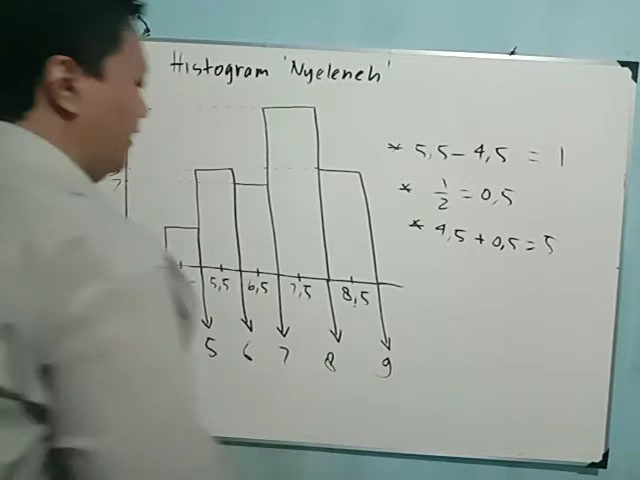 Histogram 'Nyeleneh'
* 5,5 - 4,5 = 1
* 1/2 = 0,5
* 4,5 + 0,5 = 5
7
5,5 6,5 7,5 8,5
5 6 7 8 9